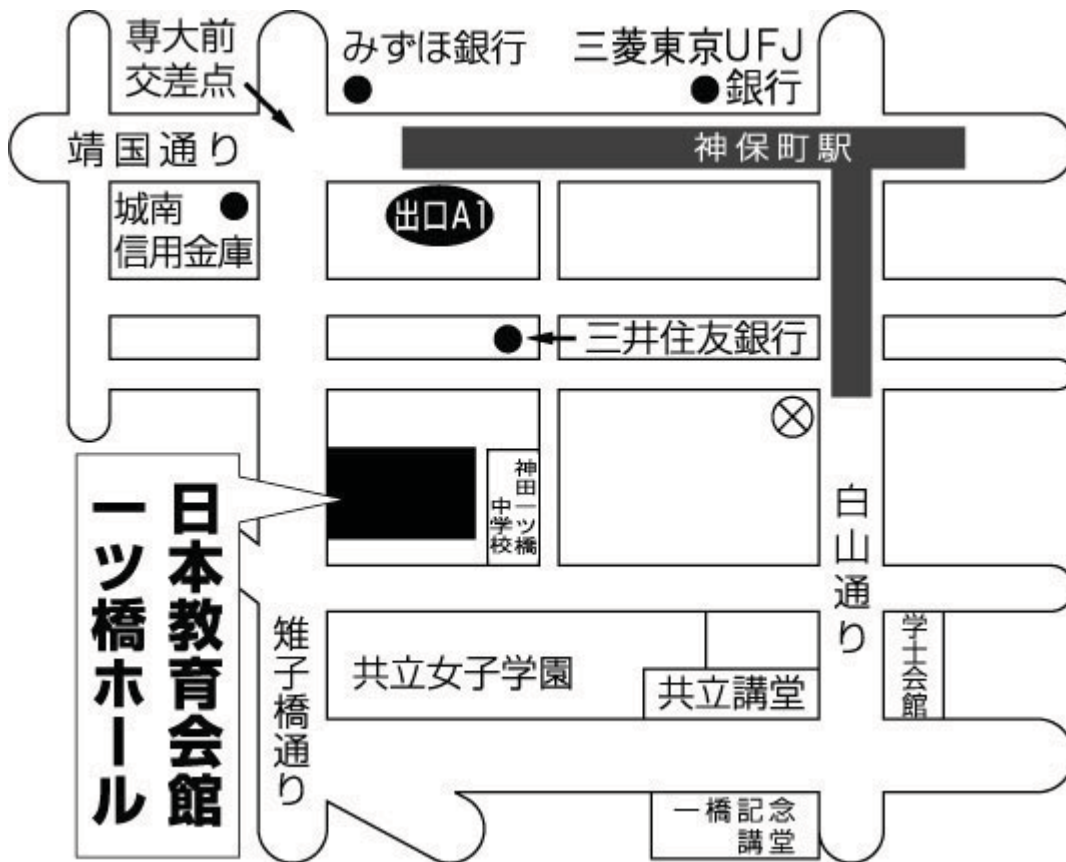 専大前
交差点
みずほ銀行
三菱東京UFJ
銀行
靖国通り
神保町駅
城南
信用金庫
出口A1
三井住友銀行
神田一ツ橋
中学校
日本教育会館
一ツ橋ホール
白山通り
雉子橋通り
共立女子学園
共立講堂
学士会館
一橋記念
講堂